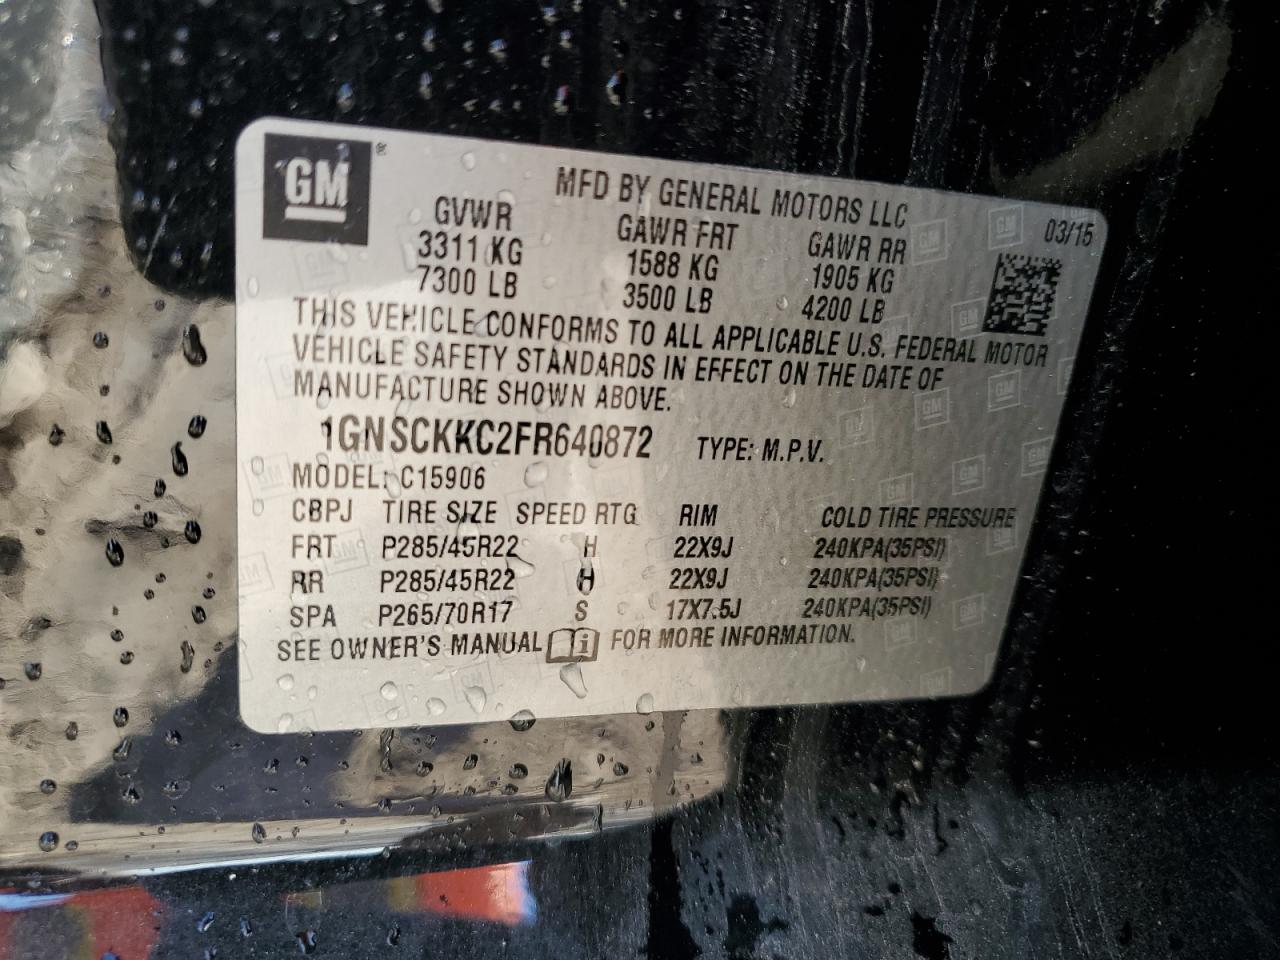 GM ®
MFD BY GENERAL MOTORS LLC
03/15
GVWR GAWR FRT GAWR RR
3311 KG 1588 KG 1905 KG
7300 LB 3500 LB 4200 LB
THIS VEHICLE CONFORMS TO ALL APPLICABLE U.S. FEDERAL MOTOR
VEHICLE SAFETY STANDARDS IN EFFECT ON THE DATE OF
MANUFACTURE SHOWN ABOVE.
1GNSCKKC2FR640872 TYPE: M.P.V.
MODEL: C15906
CBPJ TIRE SIZE SPEED RTG RIM COLD TIRE PRESSURE
FRT P285/45R22 H 22X9J 240KPA(35PSI)
RR P285/45R22 H 22X9J 240KPA(35PSI)
SPA P265/70R17 S 17X7.5J 240KPA(35PSI)
SEE OWNER'S MANUAL i FOR MORE INFORMATION.